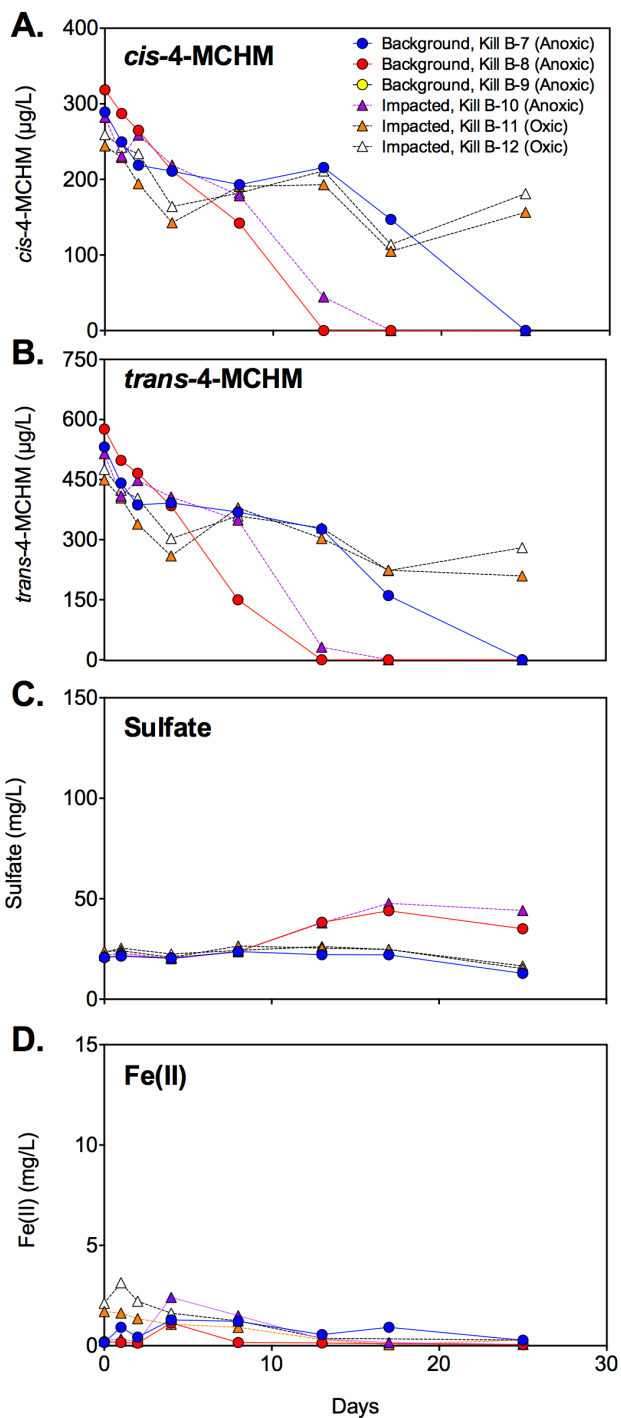 A.
cis-4-MCHM
Background, Kill B-7 (Anoxic)
Background, Kill B-8 (Anoxic)
Background, Kill B-9 (Anoxic)
Impacted, Kill B-10 (Anoxic)
Impacted, Kill B-11 (Oxic)
Impacted, Kill B-12 (Oxic)
cis-4-MCHM (µg/L)
400
300
200
100
0
B.
trans-4-MCHM
trans-4-MCHM (µg/L)
750
600
450
300
150
0
C.
Sulfate
Sulfate (mg/L)
150
100
50
0
D.
Fe(II)
Fe(II) (mg/L)
15
10
5
0
0 10 20 30
Days